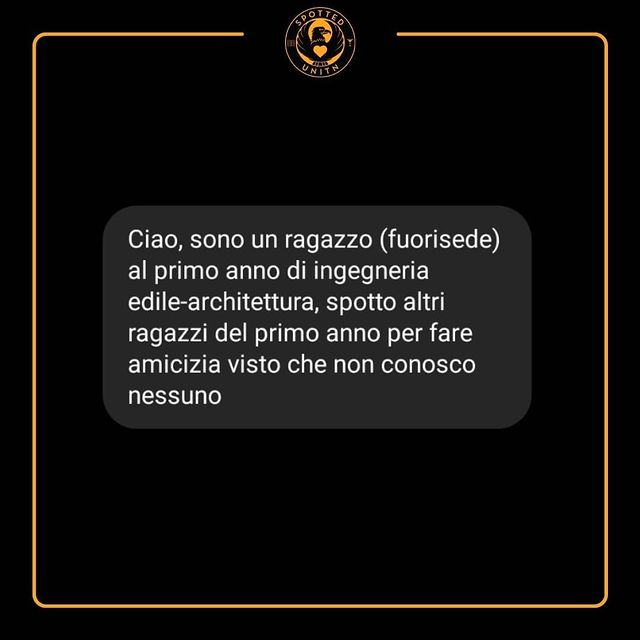 SPOTTED
UNITN
Ciao, sono un ragazzo (fuorisede)
al primo anno di ingegneria
edile-architettura, spotto altri
ragazzi del primo anno per fare
amicizia visto che non conosco
nessuno